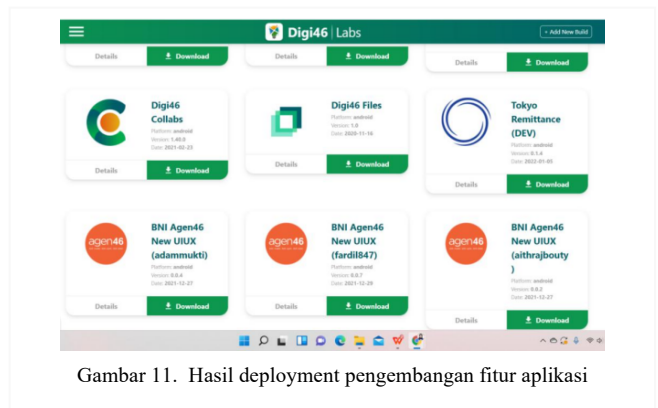 Digi46 | Labs
+ Add New Build
Details
Download
Details
Download
Details
Download
Digi46
Collabs
Platform: android
Version: 1.40.0
Date: 2021-02-23
Details
Download
Digi46 Files
Platform: android
Version: 1.0
Date: 2020-11-16
Details
Download
Tokyo
Remittance
(DEV)
Platform: android
Version: 0.1.4
Date: 2022-01-05
Details
Download
agen46
BNI Agen46
New UIUX
(adammukti)
Platform: android
Version: 0.0.4
Date: 2021-12-27
Details
Download
agen46
BNI Agen46
New UIUX
(fardil847)
Platform: android
Version: 0.0.7
Date: 2021-12-29
Details
Download
agen46
BNI Agen46
New UIUX
(aithrajbouty
)
Platform: android
Version: 0.0.2
Date: 2021-12-27
Details
Download
Gambar 11. Hasil deployment pengembangan fitur aplikasi